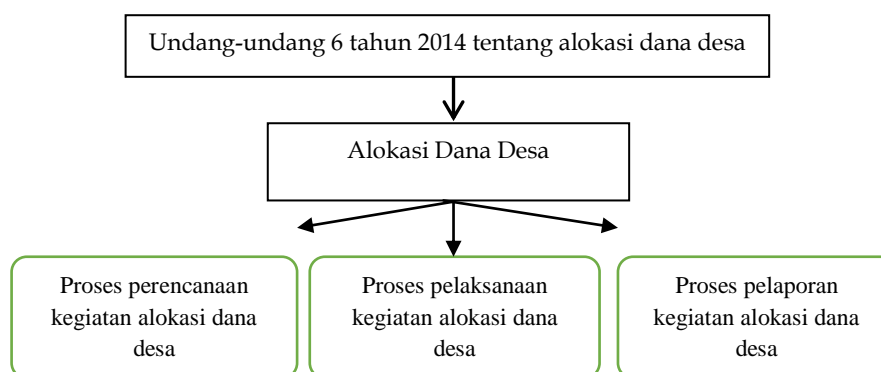 Undang-undang 6 tahun 2014 tentang alokasi dana desa
Alokasi Dana Desa
Proses perencanaan
kegiatan alokasi dana
desa
Proses pelaksanaan
kegiatan alokasi dana
desa
Proses pelaporan
kegiatan alokasi dana
desa